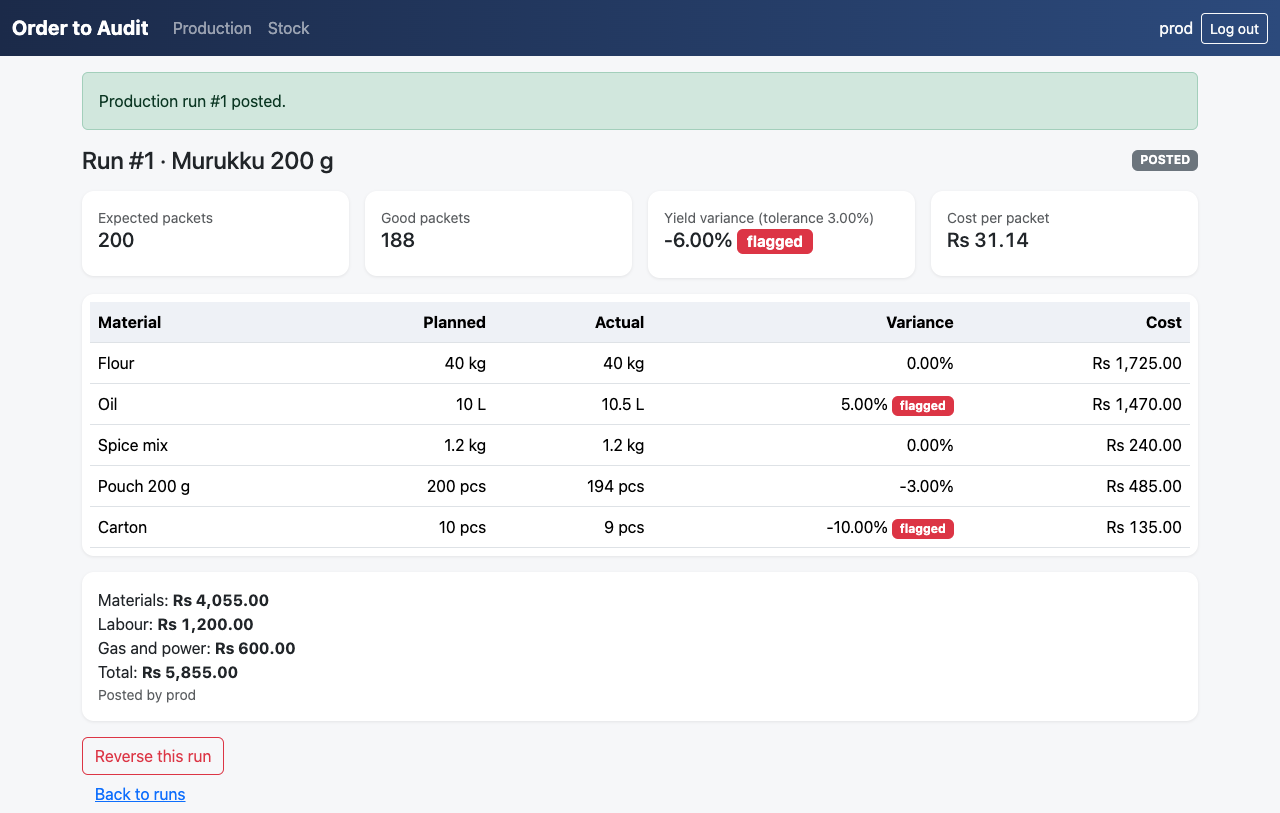 Order to Audit Production Stock prod Log out
Production run #1 posted.
Run #1 · Murukku 200 g POSTED
Expected packets
200
Good packets
188
Yield variance (tolerance 3.00%)
-6.00% flagged
Cost per packet
Rs 31.14
Material Planned Actual Variance Cost
Flour 40 kg 40 kg 0.00% Rs 1,725.00
Oil 10 L 10.5 L 5.00% flagged Rs 1,470.00
Spice mix 1.2 kg 1.2 kg 0.00% Rs 240.00
Pouch 200 g 200 pcs 194 pcs -3.00% Rs 485.00
Carton 10 pcs 9 pcs -10.00% flagged Rs 135.00
Materials: Rs 4,055.00
Labour: Rs 1,200.00
Gas and power: Rs 600.00
Total: Rs 5,855.00
Posted by prod
Reverse this run
Back to runs